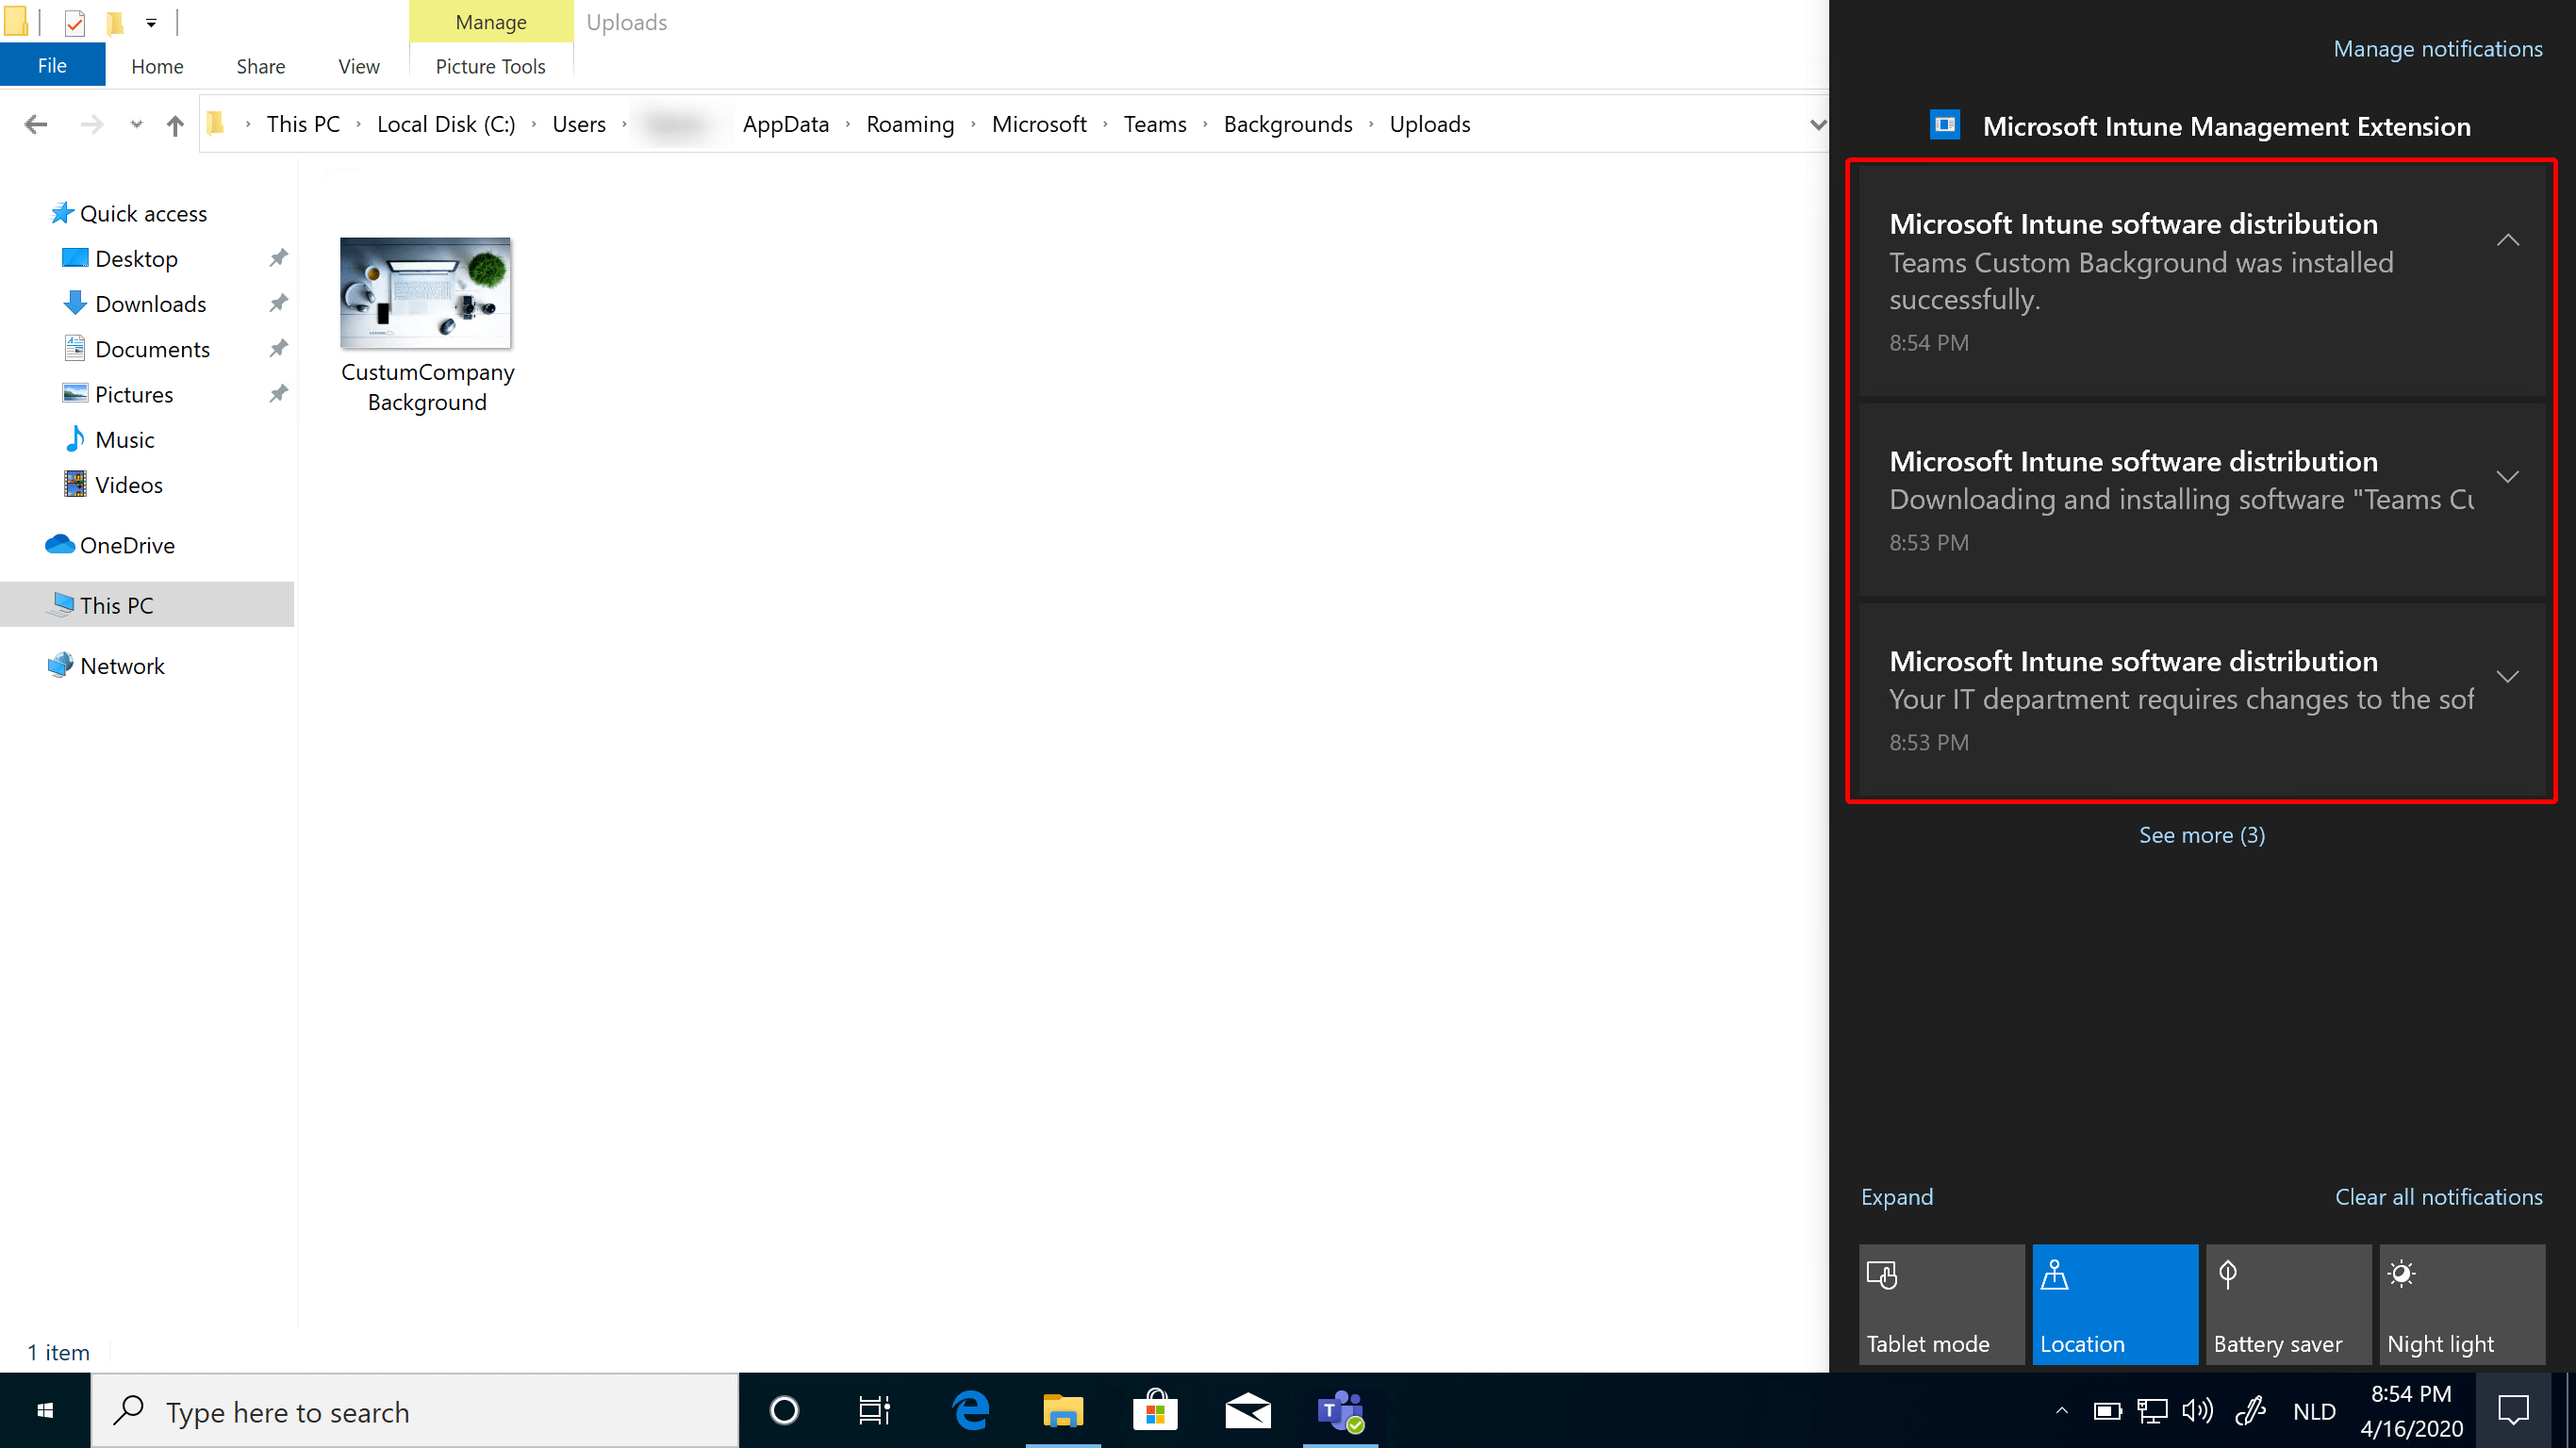 Manage
Uploads
File
Home
Share
View
Picture Tools
This PC
Local Disk (C:)
Users
AppData
Roaming
Microsoft
Teams
Backgrounds
Uploads
Quick access
Desktop
Downloads
Documents
Pictures
Music
Videos
OneDrive
This PC
Network
CustumCompany
Background
1 item
Manage notifications
Microsoft Intune Management Extension
Microsoft Intune software distribution
Teams Custom Background was installed
successfully.
8:54 PM
Microsoft Intune software distribution
Downloading and installing software "Teams Cu
8:53 PM
Microsoft Intune software distribution
Your IT department requires changes to the sof
8:53 PM
See more (3)
Expand
Clear all notifications
Tablet mode
Location
Battery saver
Night light
Type here to search
NLD
8:54 PM
4/16/2020